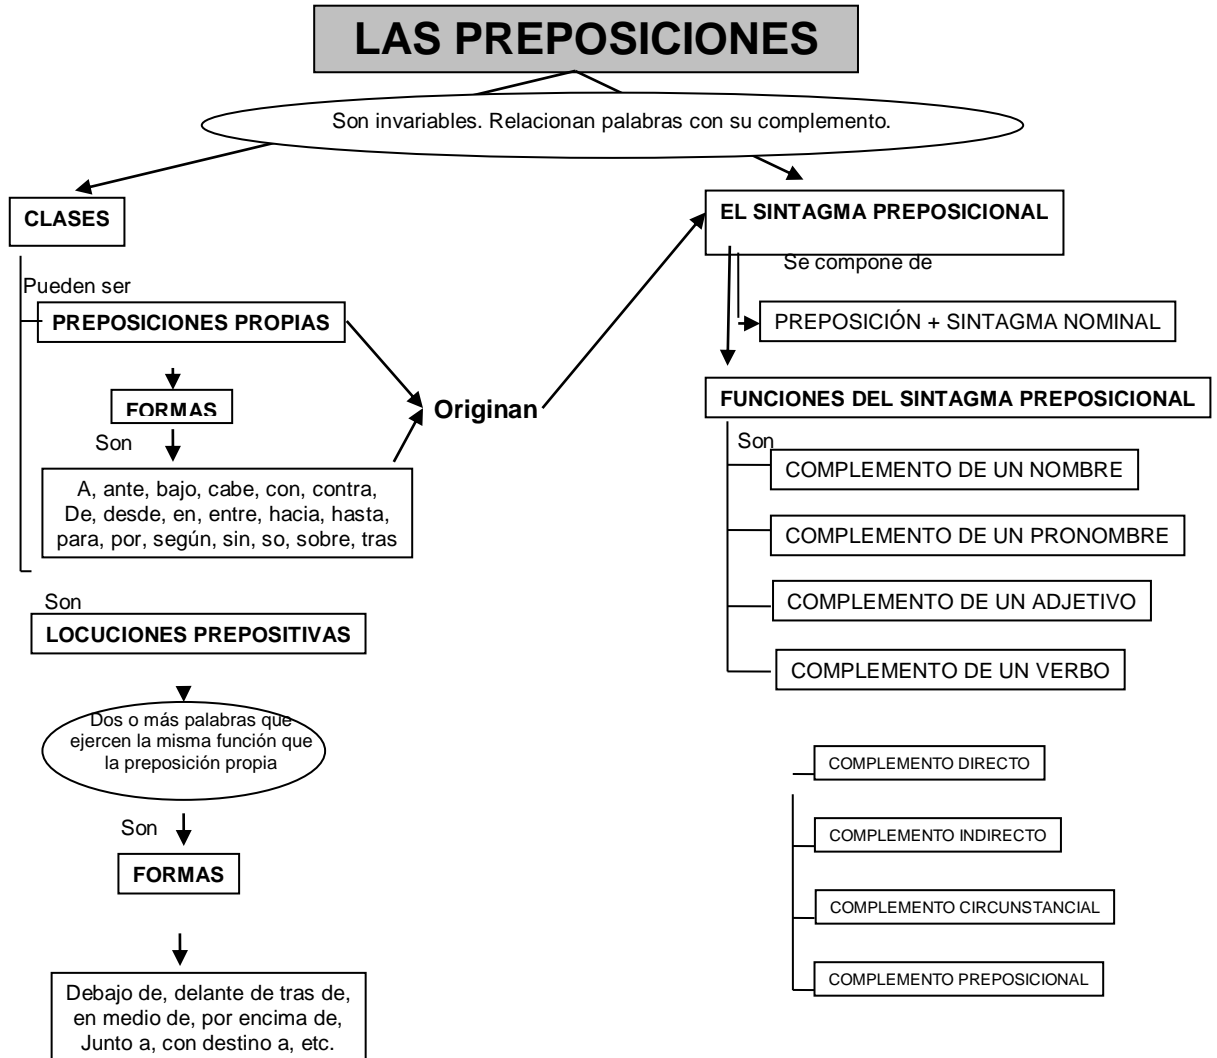 LAS PREPOSICIONES
Son invariables. Relacionan palabras con su complemento.
CLASES
Pueden ser
PREPOSICIONES PROPIAS
FORMAS
Son
A, ante, bajo, cabe, con, contra,
De, desde, en, entre, hacia, hasta,
para, por, según, sin, so, sobre, tras
Originan
Son
LOCUCIONES PREPOSITIVAS
Dos o más palabras que
ejercen la misma función que
la preposición propia
Son
FORMAS
Debajo de, delante de tras de,
en medio de, por encima de,
Junto a, con destino a, etc.
EL SINTAGMA PREPOSICIONAL
Se compone de
PREPOSICIÓN + SINTAGMA NOMINAL
FUNCIONES DEL SINTAGMA PREPOSICIONAL
Son
COMPLEMENTO DE UN NOMBRE
COMPLEMENTO DE UN PRONOMBRE
COMPLEMENTO DE UN ADJETIVO
COMPLEMENTO DE UN VERBO
COMPLEMENTO DIRECTO
COMPLEMENTO INDIRECTO
COMPLEMENTO CIRCUNSTANCIAL
COMPLEMENTO PREPOSICIONAL